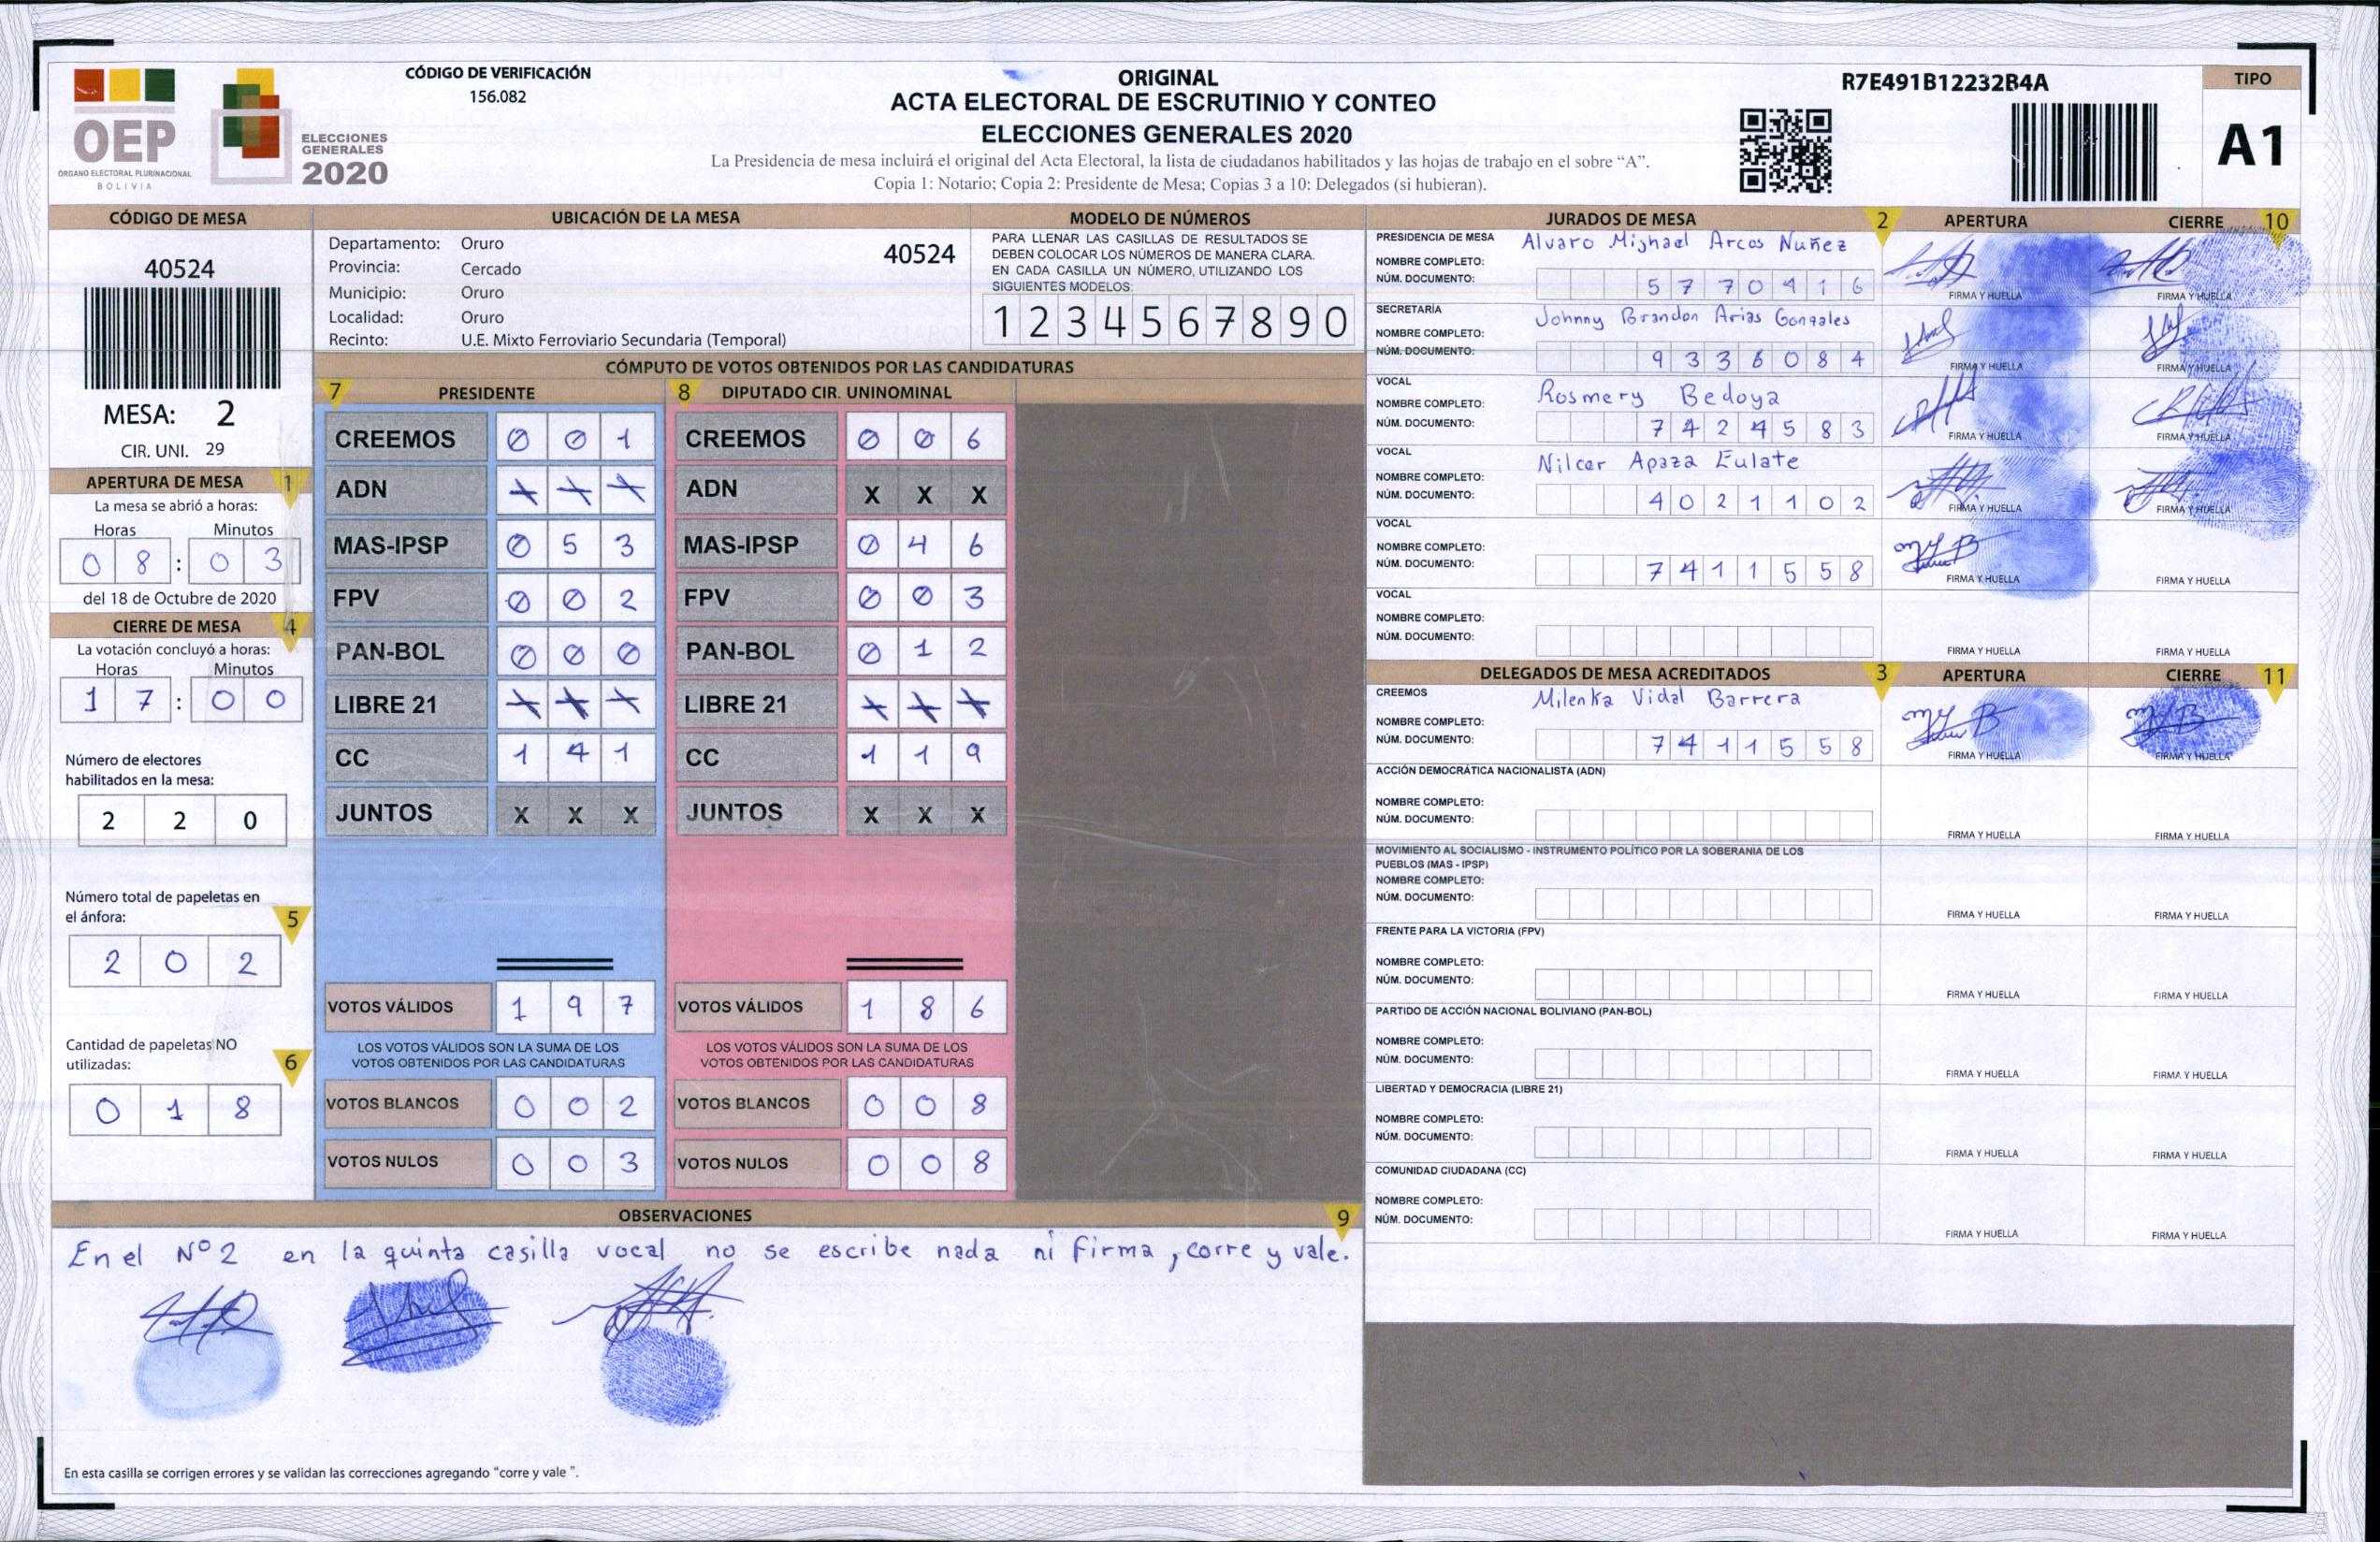 CÓDIGO DE VERIFICACIÓN
156.082
ORIGINAL
ACTA ELECTORAL DE ESCRUTINIO Y CONTEO
ELECCIONES GENERALES 2020
La Presidencia de mesa incluirá el original del Acta Electoral, la lista de ciudadanos habilitados y las hojas de trabajo en el sobre “A”.
Copia 1: Notario; Copia 2: Presidente de Mesa; Copias 3 a 10: Delegados (si hubieran).
R7E491B12232B4A
TIPO
A1
OEP
ÓRGANO ELECTORAL PLURINACIONAL
BOLIVIA
ELECCIONES
GENERALES
2020
CÓDIGO DE MESA
40524
MESA: 2
CIR. UNI. 29
APERTURA DE MESA 1
La mesa se abrió a horas:
Horas Minutos
0 8 : 0 3
del 18 de Octubre de 2020
CIERRE DE MESA 4
La votación concluyó a horas:
Horas Minutos
1 7 : 0 0
Número de electores
habilitados en la mesa:
2 2 0
Número total de papeletas en
el ánfora: 5
2 0 2
Cantidad de papeletas NO
utilizadas: 6
0 1 8
UBICACIÓN DE LA MESA
Departamento: Oruro 40524
Provincia: Cercado
Municipio: Oruro
Localidad: Oruro
Recinto: U.E. Mixto Ferroviario Secundaria (Temporal)
MODELO DE NÚMEROS
PARA LLENAR LAS CASILLAS DE RESULTADOS SE
DEBEN COLOCAR LOS NÚMEROS DE MANERA CLARA.
EN CADA CASILLA UN NÚMERO, UTILIZANDO LOS
SIGUIENTES MODELOS:
1 2 3 4 5 6 7 8 9 0
CÓMPUTO DE VOTOS OBTENIDOS POR LAS CANDIDATURAS
7 PRESIDENTE
CREEMOS 0 0 1
ADN X X X
MAS-IPSP 0 5 3
FPV 0 0 2
PAN-BOL 0 0 0
LIBRE 21 X X X
CC 1 4 1
JUNTOS X X X
VOTOS VÁLIDOS 1 9 7
LOS VOTOS VÁLIDOS SON LA SUMA DE LOS
VOTOS OBTENIDOS POR LAS CANDIDATURAS
VOTOS BLANCOS 0 0 2
VOTOS NULOS 0 0 3
8 DIPUTADO CIR. UNINOMINAL
CREEMOS 0 0 6
ADN X X X
MAS-IPSP 0 4 6
FPV 0 0 3
PAN-BOL 0 1 2
LIBRE 21 X X X
CC 1 1 9
JUNTOS X X X
VOTOS VÁLIDOS 1 8 6
LOS VOTOS VÁLIDOS SON LA SUMA DE LOS
VOTOS OBTENIDOS POR LAS CANDIDATURAS
VOTOS BLANCOS 0 0 8
VOTOS NULOS 0 0 8
OBSERVACIONES 9
En el Nº 2 en la quinta casilla vocal no se escribe nada ni firma, corre y vale.
En esta casilla se corrigen errores y se validan las correcciones agregando “corre y vale ”.
JURADOS DE MESA 2 APERTURA CIERRE 10
PRESIDENCIA DE MESA Alvaro Mijhael Arcos Nuñez
NOMBRE COMPLETO:
NÚM. DOCUMENTO: 5 7 7 0 4 1 6
FIRMA Y HUELLA FIRMA Y HUELLA
SECRETARÍA Johnny Brandon Arias Gonzales
NOMBRE COMPLETO:
NÚM. DOCUMENTO: 9 3 3 6 0 8 4
FIRMA Y HUELLA FIRMA Y HUELLA
VOCAL Rosmery Bedoya
NOMBRE COMPLETO:
NÚM. DOCUMENTO: 7 4 2 4 5 8 3
FIRMA Y HUELLA FIRMA Y HUELLA
VOCAL Nilcer Apaza Eulate
NOMBRE COMPLETO:
NÚM. DOCUMENTO: 4 0 2 1 1 0 2
FIRMA Y HUELLA FIRMA Y HUELLA
VOCAL
NOMBRE COMPLETO:
NÚM. DOCUMENTO: 7 4 1 1 5 5 8
FIRMA Y HUELLA FIRMA Y HUELLA
VOCAL
NOMBRE COMPLETO:
NÚM. DOCUMENTO:
FIRMA Y HUELLA FIRMA Y HUELLA
DELEGADOS DE MESA ACREDITADOS 3 APERTURA CIERRE 11
CREEMOS Milenka Vidal Barrera
NOMBRE COMPLETO:
NÚM. DOCUMENTO: 7 4 1 1 5 5 8
FIRMA Y HUELLA FIRMA Y HUELLA
ACCIÓN DEMOCRÁTICA NACIONALISTA (ADN)
NOMBRE COMPLETO:
NÚM. DOCUMENTO:
FIRMA Y HUELLA FIRMA Y HUELLA
MOVIMIENTO AL SOCIALISMO - INSTRUMENTO POLÍTICO POR LA SOBERANIA DE LOS
PUEBLOS (MAS - IPSP)
NOMBRE COMPLETO:
NÚM. DOCUMENTO:
FIRMA Y HUELLA FIRMA Y HUELLA
FRENTE PARA LA VICTORIA (FPV)
NOMBRE COMPLETO:
NÚM. DOCUMENTO:
FIRMA Y HUELLA FIRMA Y HUELLA
PARTIDO DE ACCIÓN NACIONAL BOLIVIANO (PAN-BOL)
NOMBRE COMPLETO:
NÚM. DOCUMENTO:
FIRMA Y HUELLA FIRMA Y HUELLA
LIBERTAD Y DEMOCRACIA (LIBRE 21)
NOMBRE COMPLETO:
NÚM. DOCUMENTO:
FIRMA Y HUELLA FIRMA Y HUELLA
COMUNIDAD CIUDADANA (CC)
NOMBRE COMPLETO:
NÚM. DOCUMENTO:
FIRMA Y HUELLA FIRMA Y HUELLA